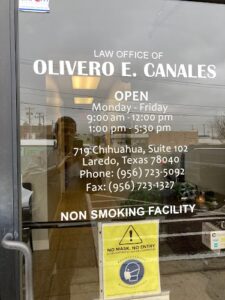 LAW OFFICE OF
OLIVERO E. CANALES
OPEN
Monday - Friday
9:00 am - 12:00 pm
1:00 pm - 5:30 pm
719 Chihuahua, Suite 102
Laredo, Texas 78040
Phone: (956) 723-5092
Fax: (956) 723-1327
NON SMOKING FACILITY
NO MASK, NO ENTRY